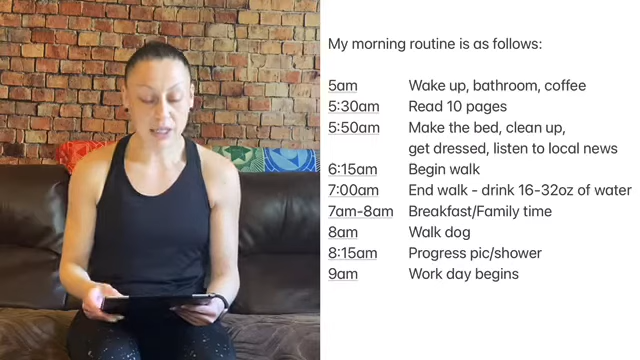 My morning routine is as follows:
5am Wake up, bathroom, coffee
5:30am Read 10 pages
5:50am Make the bed, clean up,
get dressed, listen to local news
6:15am Begin walk
7:00am End walk - drink 16-32oz of water
7am-8am Breakfast/Family time
8am Walk dog
8:15am Progress pic/shower
9am Work day begins